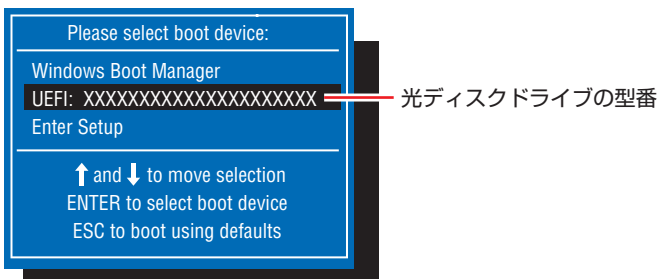 Please select boot device:
Windows Boot Manager
UEFI: XXXXXXXXXXXXXXXXXXXXX
光ディスクドライブの型番
Enter Setup
↑ and ↓ to move selection
ENTER to select boot device
ESC to boot using defaults